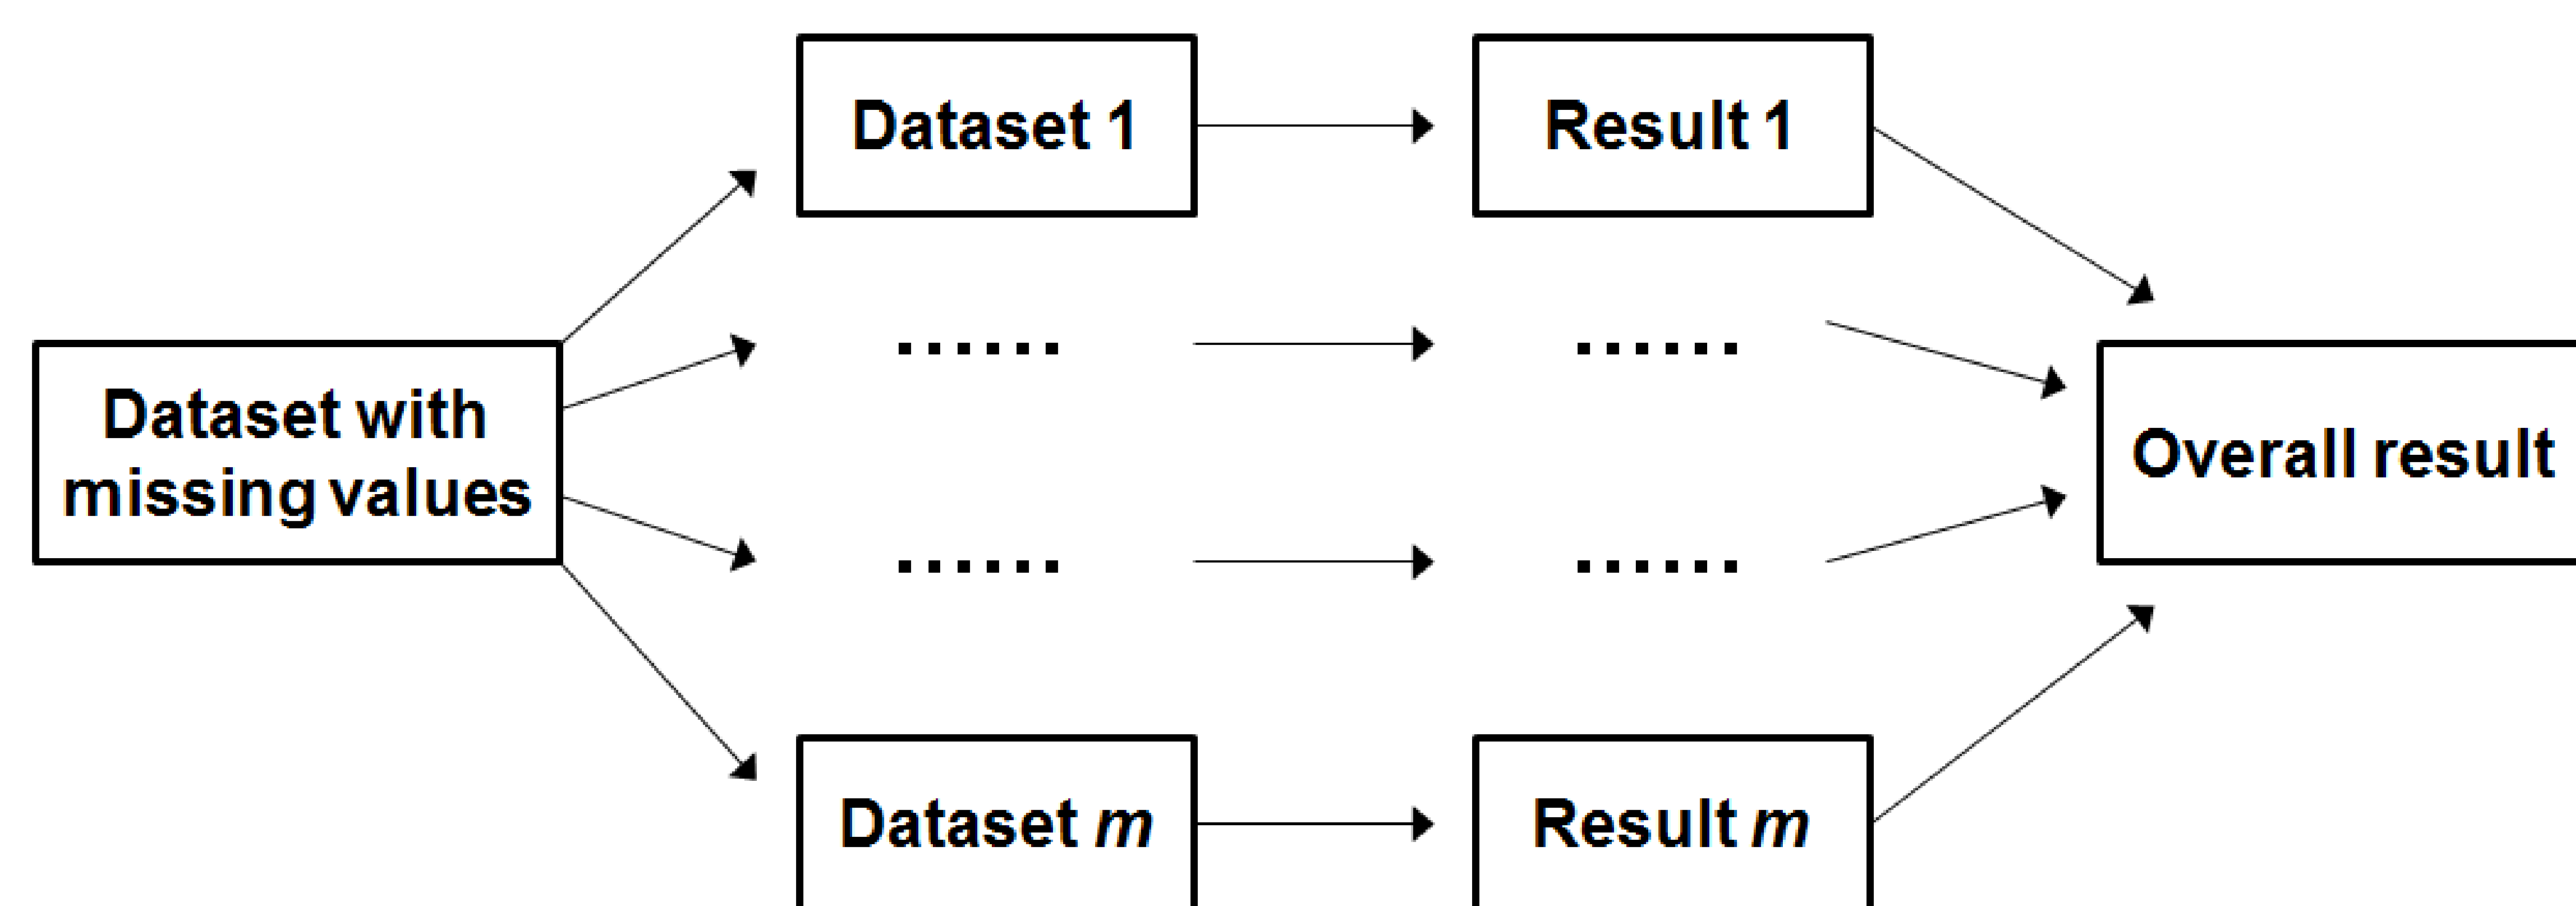 Dataset 1
Result 1
Dataset with
missing values
......
......
Overall result
......
......
Dataset m
Result m